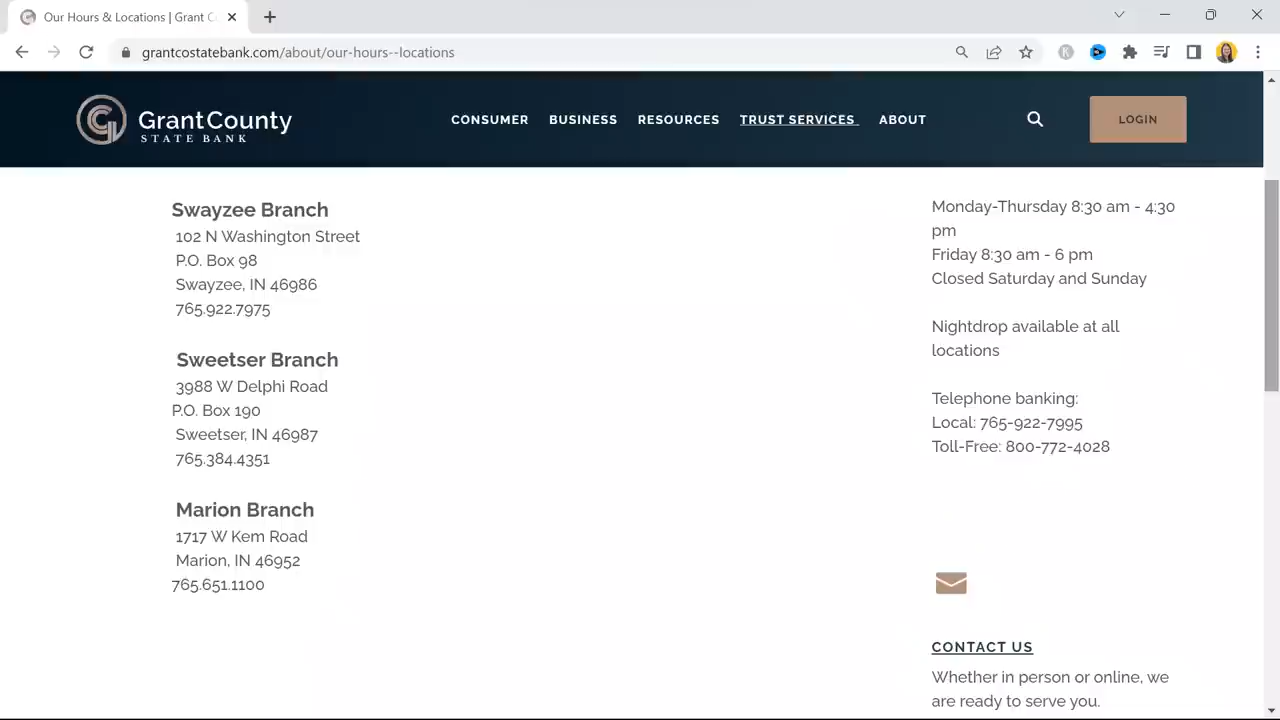 Our Hours & Locations | Grant C
grantcostatebank.com/about/our-hours--locations
GrantCounty
STATE BANK
CONSUMER BUSINESS RESOURCES TRUST SERVICES ABOUT
LOGIN
Swayzee Branch
102 N Washington Street
P.O. Box 98
Swayzee, IN 46986
765.922.7975
Sweetser Branch
3988 W Delphi Road
P.O. Box 190
Sweetser, IN 46987
765.384.4351
Marion Branch
1717 W Kem Road
Marion, IN 46952
765.651.1100
Monday-Thursday 8:30 am - 4:30
pm
Friday 8:30 am - 6 pm
Closed Saturday and Sunday
Nightdrop available at all
locations
Telephone banking:
Local: 765-922-7995
Toll-Free: 800-772-4028
CONTACT US
Whether in person or online, we
are ready to serve you.